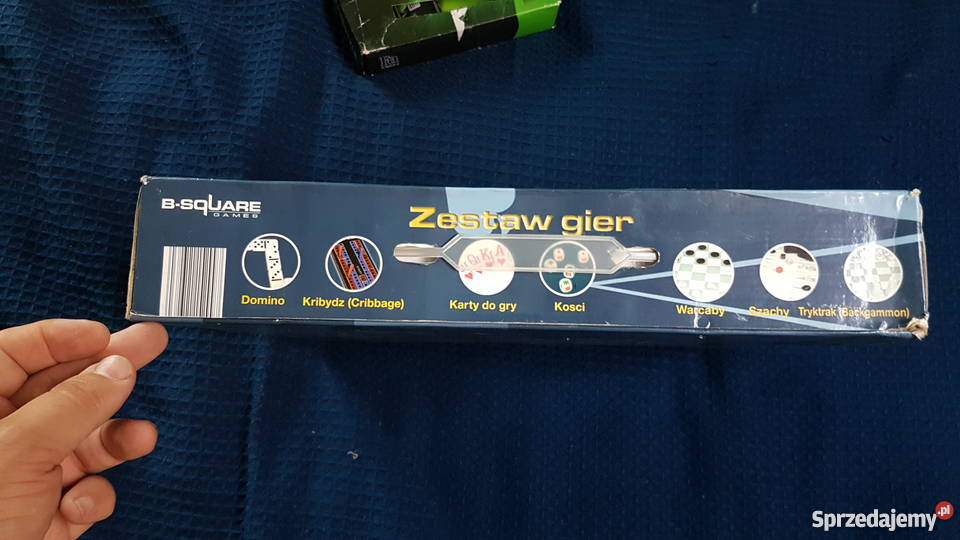 B-SQUARE
GAMES
Zestaw gier
Domino
Kribydz (Cribbage)
Karty do gry
Kosci
Warcaby
Szachy
Tryktrak (Backgammon)
Sprzedajemy.pl